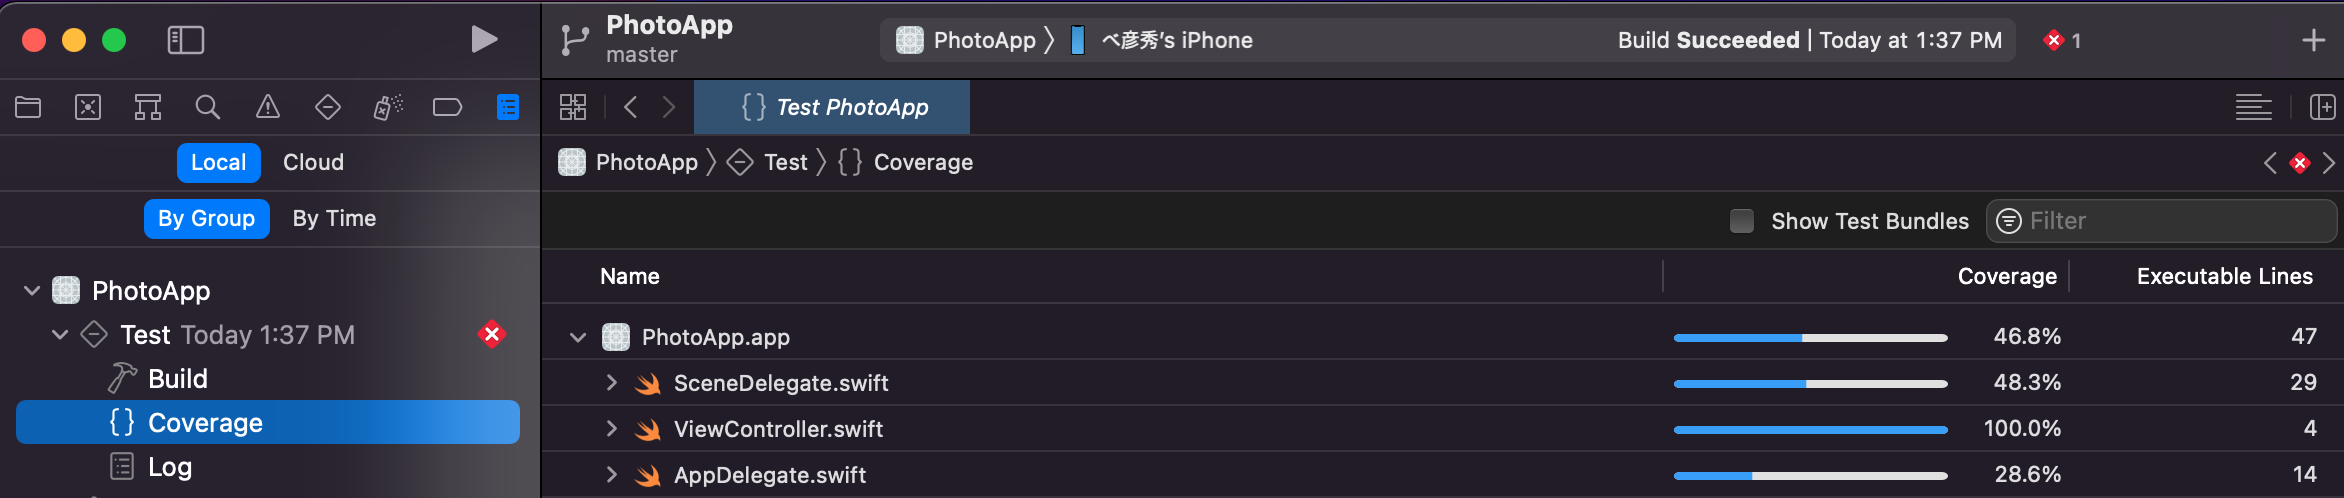 PhotoApp
master
PhotoApp
べ彦秀's iPhone
Build Succeeded | Today at 1:37 PM
1
Test PhotoApp
Local Cloud
PhotoApp Test Coverage
By Group By Time
Show Test Bundles
Filter
Name Coverage Executable Lines
PhotoApp
Test Today 1:37 PM
Build
Coverage
Log
PhotoApp.app 46.8% 47
SceneDelegate.swift 48.3% 29
ViewController.swift 100.0% 4
AppDelegate.swift 28.6% 14